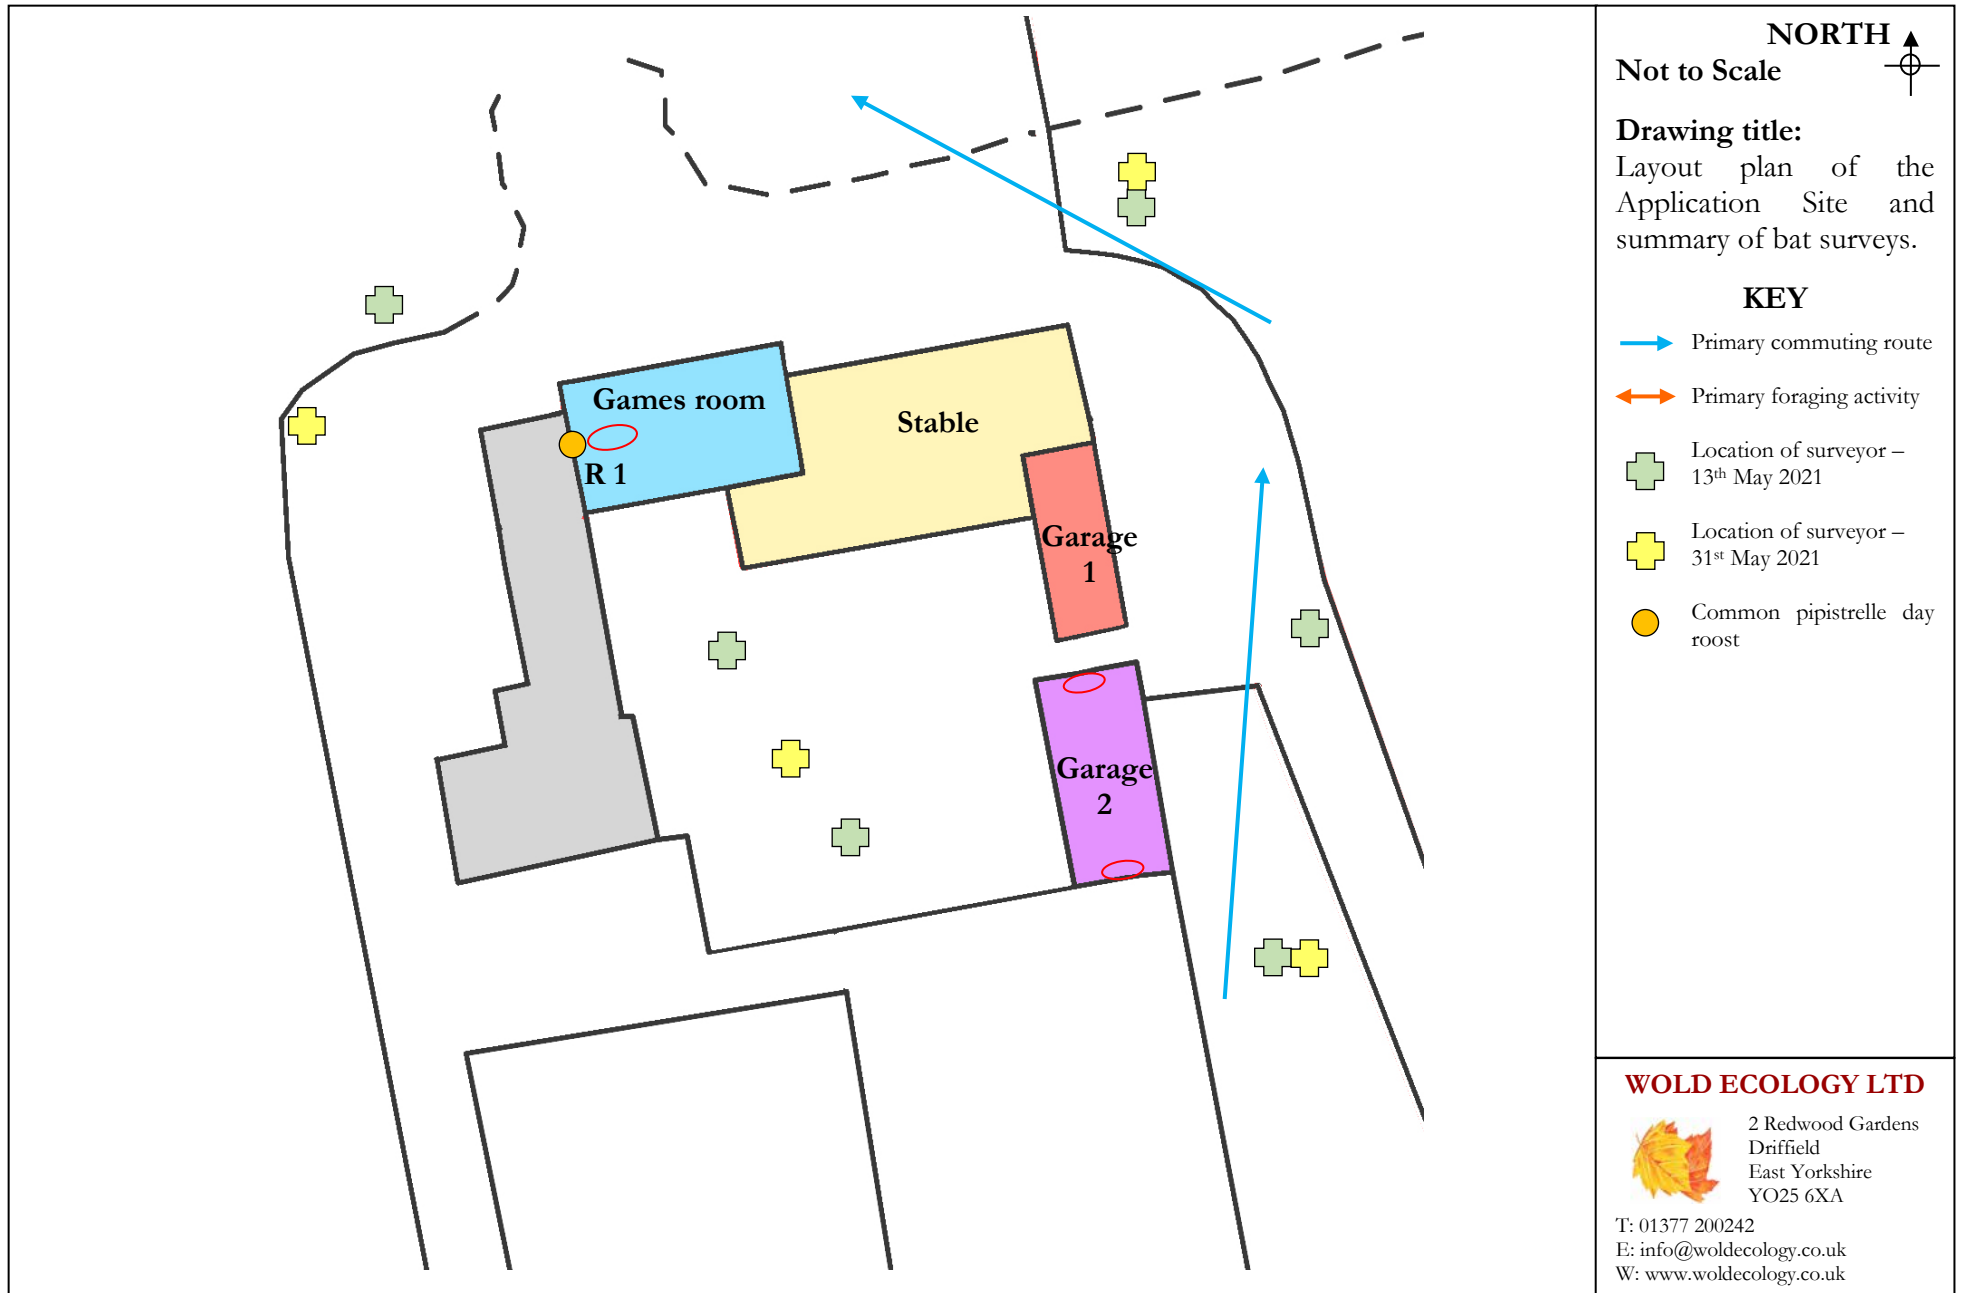 Games room
R 1
Stable
Garage
1
Garage
2
NORTH
Not to Scale
Drawing title:
Layout plan of the
Application Site and
summary of bat surveys.
KEY
Primary commuting route
Primary foraging activity
Location of surveyor –
13th May 2021
Location of surveyor –
31st May 2021
Common pipistrelle day
roost
WOLD ECOLOGY LTD
2 Redwood Gardens
Driffield
East Yorkshire
YO25 6XA
T: 01377 200242
E: info@woldecology.co.uk
W: www.woldecology.co.uk